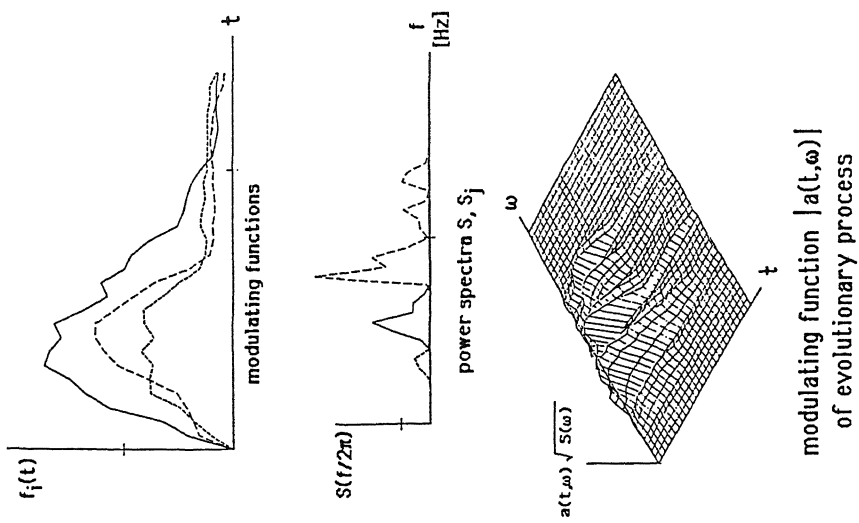 f_i(t)
t
modulating functions
S(f/2π)
f
[Hz]
power spectra S, S_j
a(t,ω) √S(ω)
ω
t
modulating function |a(t,ω)|
of evolutionary process